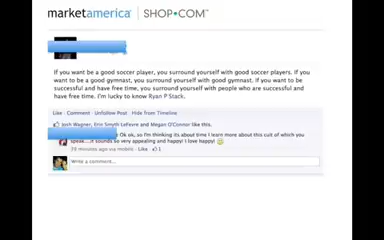 marketamerica | SHOP•COM™
If you want be a good soccer player, you surround yourself with good soccer players. If you
want to be a good gymnast, you surround yourself with good gymnast. If you want to be
successful and have free time, you surround yourself with people who are successful and
have free time. I'm lucky to know Ryan P Stack.
Like · Comment · Unfollow Post · Hide from Timeline
Josh Wagner, Erin Smyth Lefevre and Megan O'Connor like this.
Ok ok, so I'm thinking its about time I learn more about this cult of which you
speak....it sounds so very appealing and happy! I love happy!
59 minutes ago via mobile · Like · 1
Write a comment...